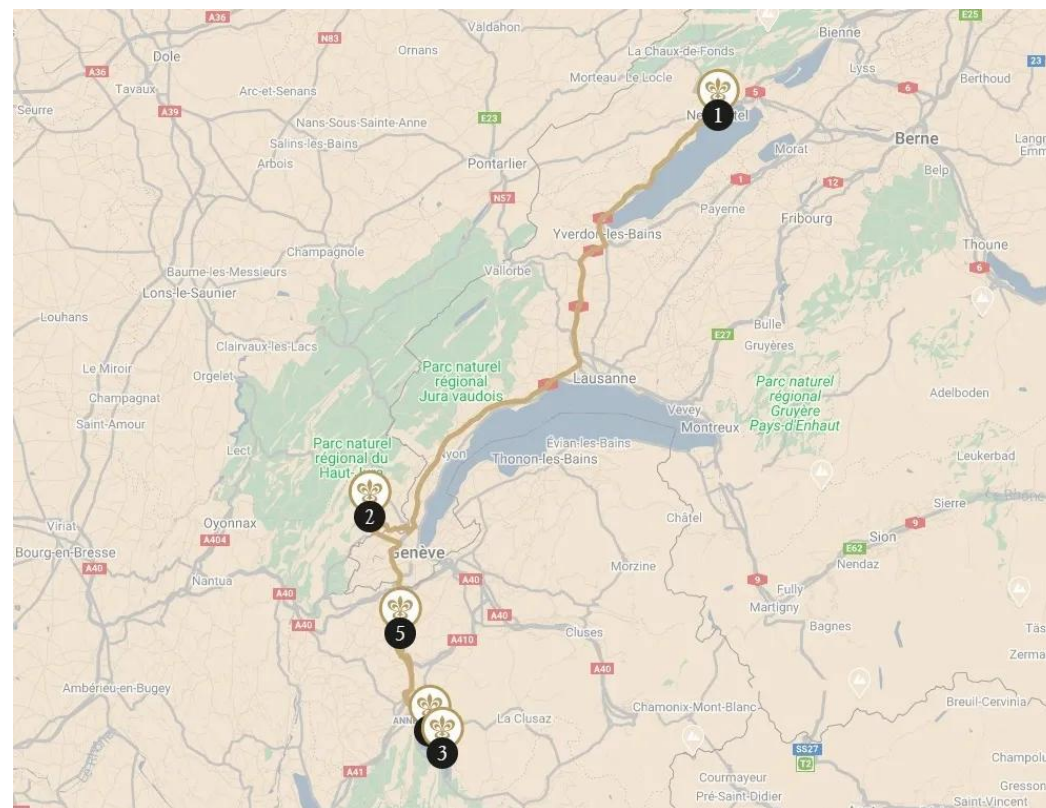 A36
N83
Valdahon
Bienne
E25
Dole
Ornans
La Chaux-de-Fonds
A36
Morteau
Le Locle
Lyss
23
Tavaux
Arc-et-Senans
6
Berthoud
5
Seurre
A39
E23
1
Nans-Sous-Sainte-Anne
Salins-les-Bains
Berne
Morat
Arbois
Pontarlier
Belp
1
12
N57
Payerne
Fribourg
Yverdon-les-Bains
Thoune
Champagnole
6
Vallorbe
Baume-les-Messieurs
Lons-le-Saunier
Louhans
Bulle
E27
Gruyères
Clairvaux-les-Lacs
Le Miroir
Orgelet
Parc naturel
régional
Jura vaudois
Lausanne
Parc naturel
régional
Gruyère
Pays-d'Enhaut
Champagnat
Adelboden
Saint-Amour
Vevey
Montreux
Évian-les-Bains
Lect
Parc naturel
régional du
Thonon-les-Bains
Leukerbad
Sierre
2
Châtel
Oyonnax
9
Viriat
Sion
A404
Bourg-en-Bresse
Genève
E62
Nendaz
A40
Morzine
Nantua
A40
A40
9
Fully
Martigny
A40
A40
Bagnes
5
A410
Cluses
A40
Ambérieu-en-Bugey
Chamonix-Mont-Blanc
Breuil-Cervinia
La Clusaz
3
SS27
T2
A41
Courmayeur
Pré-Saint-Didier
Saint-Vincent